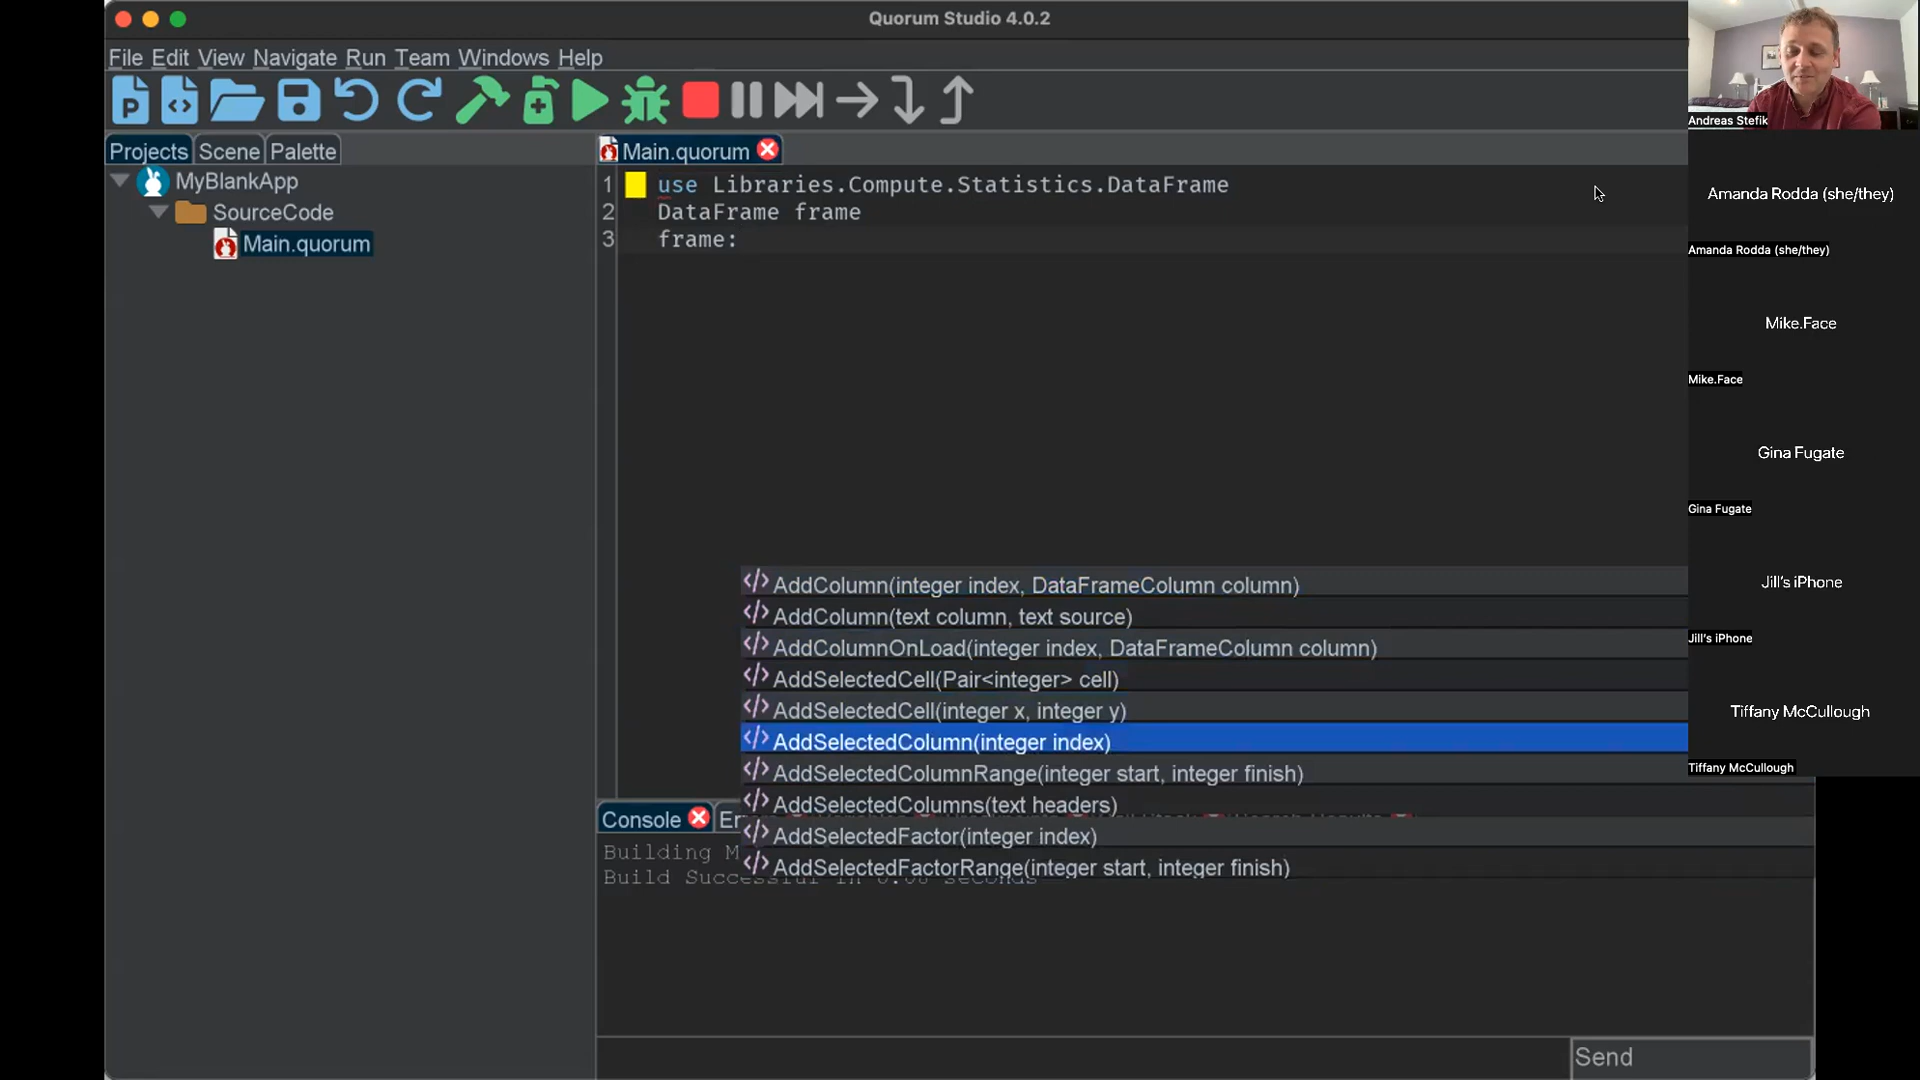 Quorum Studio 4.0.2
File Edit View Navigate Run Team Windows Help
Projects Scene Palette
MyBlankApp
SourceCode
Main.quorum
Main.quorum
1 use Libraries.Compute.Statistics.DataFrame
2 DataFrame frame
3 frame:
AddColumn(integer index, DataFrameColumn column)
AddColumn(text column, text source)
AddColumnOnLoad(integer index, DataFrameColumn column)
AddSelectedCell(Pair<integer> cell)
AddSelectedCell(integer x, integer y)
AddSelectedColumn(integer index)
AddSelectedColumnRange(integer start, integer finish)
AddSelectedColumns(text headers)
AddSelectedFactor(integer index)
AddSelectedFactorRange(integer start, integer finish)
Console Er
Building M
Build Successful in
seconds
Send
Andreas Stefik
Amanda Rodda (she/they)
Amanda Rodda (she/they)
Mike.Face
Mike.Face
Gina Fugate
Gina Fugate
Jill's iPhone
Jill's iPhone
Tiffany McCullough
Tiffany McCullough